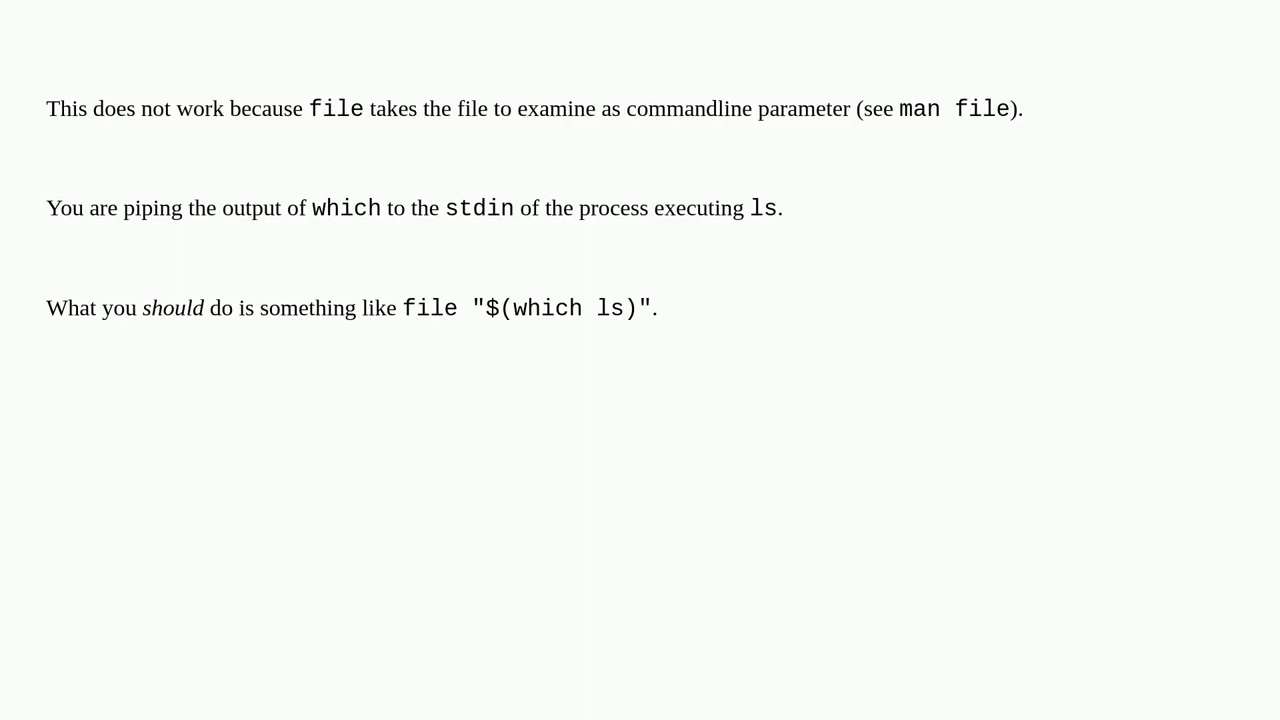 This does not work because file takes the file to examine as commandline parameter (see man file).
You are piping the output of which to the stdin of the process executing ls.
What you should do is something like file "$(which ls)".